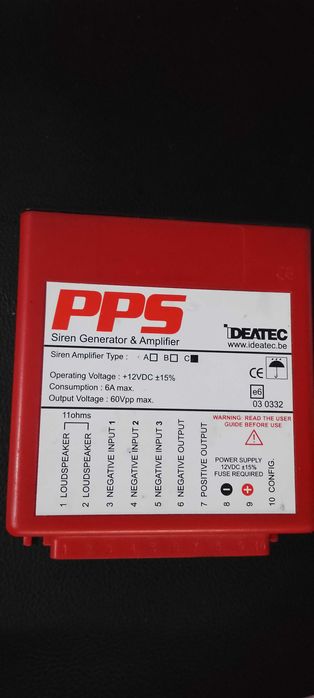 PPS
Siren Generator & Amplifier
IDEATEC
www.ideatec.be
Siren Amplifier Type : A B C
Operating Voltage : +12VDC ±15%
Consumption : 6A max.
Output Voltage : 60Vpp max.
CE
e6
03 0332
11ohms
1 LOUDSPEAKER
2 LOUDSPEAKER
3 NEGATIVE INPUT 1
4 NEGATIVE INPUT 2
5 NEGATIVE INPUT 3
6 NEGATIVE OUTPUT
7 POSITIVE OUTPUT
WARNING: READ THE USER
GUIDE BEFORE USE
POWER SUPPLY
12VDC ±15%
FUSE REQUIRED
8 -
9 +
10 CONFIG.